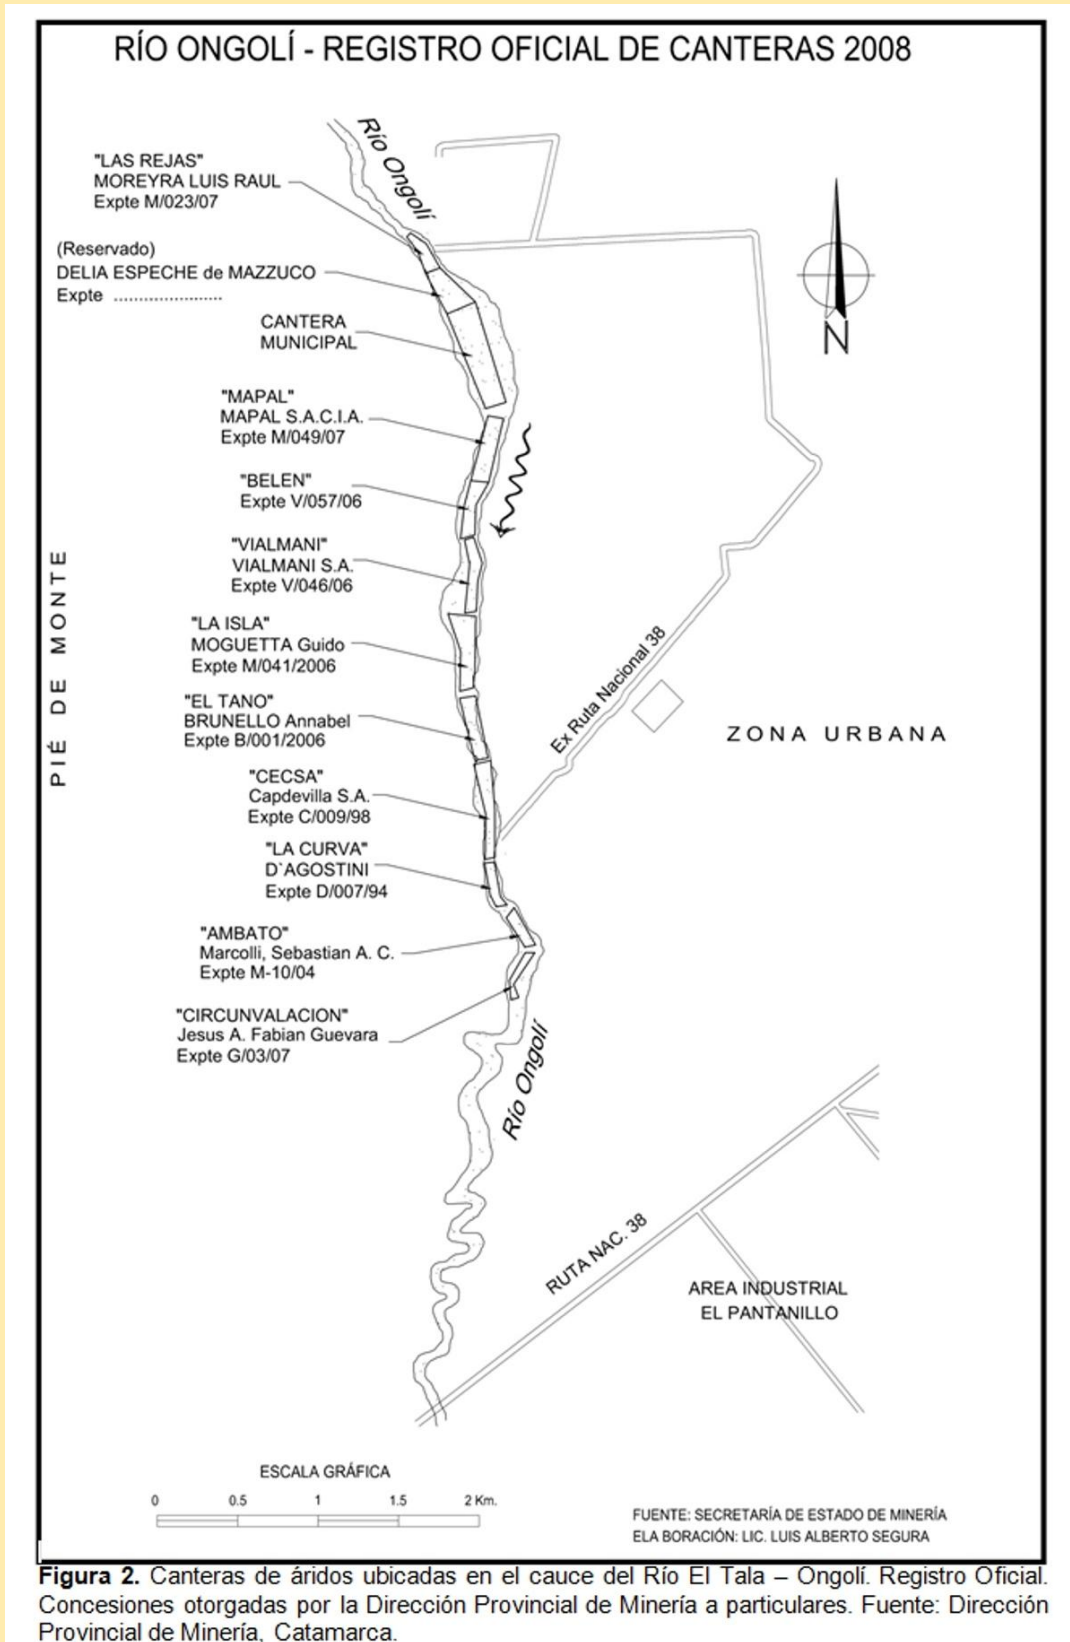 RÍO ONGOLÍ - REGISTRO OFICIAL DE CANTERAS 2008
Río Ongolí
"LAS REJAS"
MOREYRA LUIS RAUL
Expte M/023/07
(Reservado)
DELIA ESPECHE de MAZZUCO
Expte ......................
CANTERA
MUNICIPAL
N
"MAPAL"
MAPAL S.A.C.I.A.
Expte M/049/07
"BELEN"
Expte V/057/06
"VIALMANI"
VIALMANI S.A.
Expte V/046/06
"LA ISLA"
MOGUETTA Guido
Expte M/041/2006
PIÉ DE MONTE
Ex Ruta Nacional 38
"EL TANO"
BRUNELLO Annabel
Expte B/001/2006
ZONA URBANA
"CECSA"
Capdevilla S.A.
Expte C/009/98
"LA CURVA"
D`AGOSTINI
Expte D/007/94
"AMBATO"
Marcolli, Sebastian A. C.
Expte M-10/04
"CIRCUNVALACION"
Jesus A. Fabian Guevara
Expte G/03/07
Río Ongolí
RUTA NAC. 38
AREA INDUSTRIAL
EL PANTANILLO
ESCALA GRÁFICA
0 0.5 1 1.5 2 Km.
FUENTE: SECRETARÍA DE ESTADO DE MINERÍA
ELA BORACIÓN: LIC. LUIS ALBERTO SEGURA
Figura 2. Canteras de áridos ubicadas en el cauce del Río El Tala – Ongolí. Registro Oficial.
Concesiones otorgadas por la Dirección Provincial de Minería a particulares. Fuente: Dirección
Provincial de Minería, Catamarca.